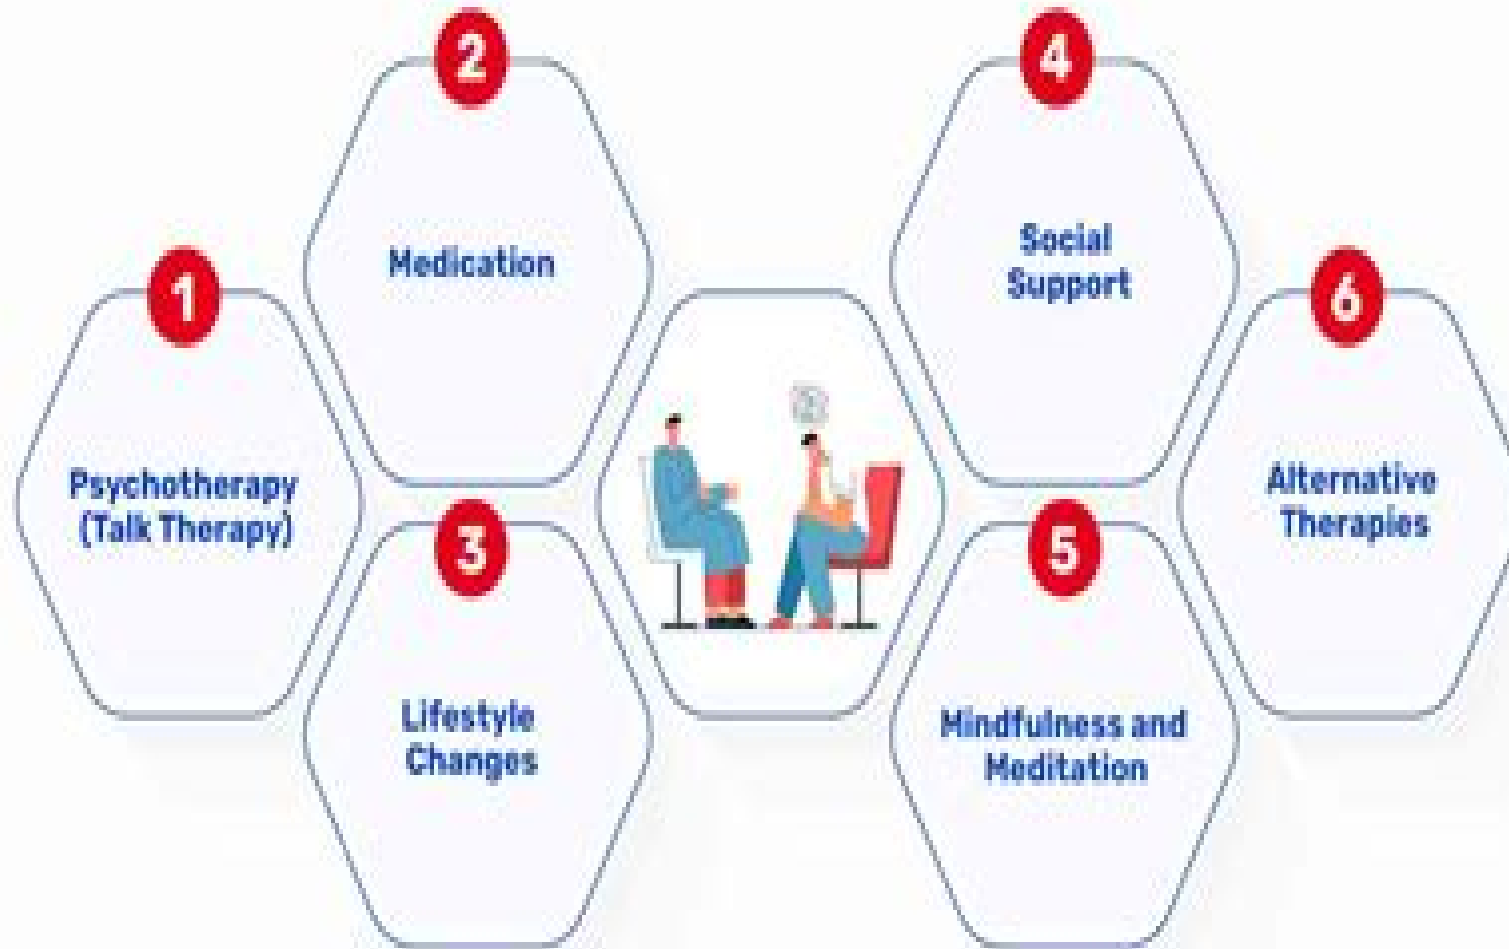 1
Psychotherapy
(Talk Therapy)
2
Medication
3
Lifestyle
Changes
4
Social
Support
5
Mindfulness and
Meditation
6
Alternative
Therapies